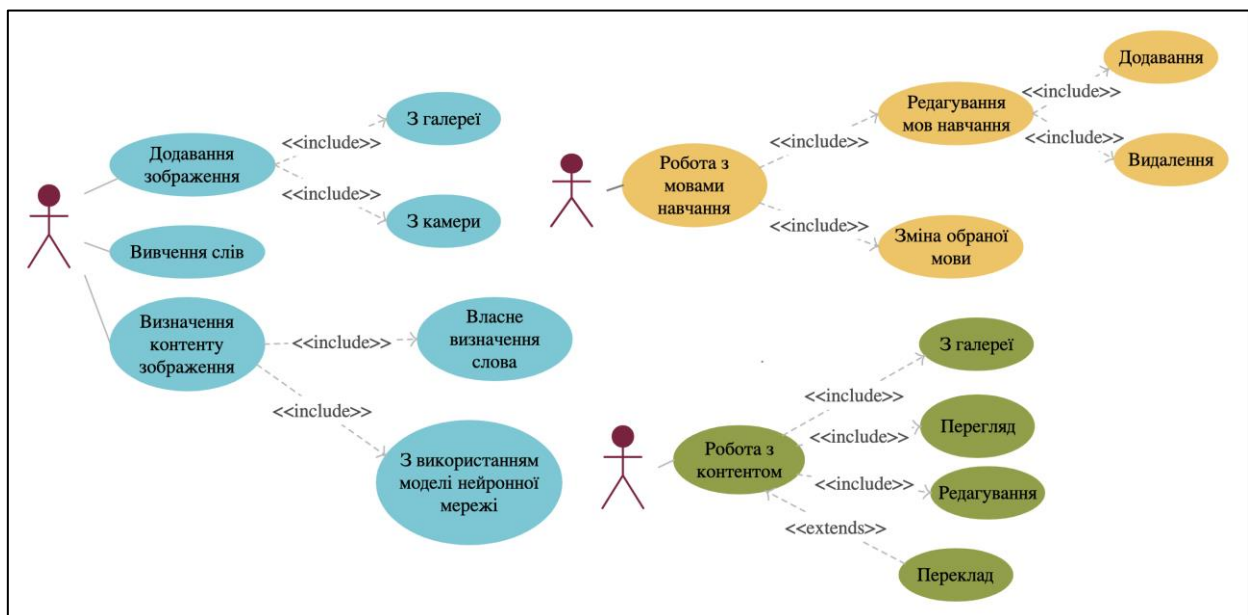 З галереї
<<include>>
Додавання
зображення
<<include>>
З камери
Вивчення слів
Визначення
контенту
зображення
<<include>>
Власне
визначення
слова
<<include>>
З використанням
моделі нейронної
мережі
Додавання
<<include>>
Редагування
мов навчання
<<include>>
Видалення
<<include>>
Робота з
мовами
навчання
<<include>>
Зміна обраної
мови
З галереї
<<include>>
Перегляд
<<include>>
Робота з
контентом
<<include>>
Редагування
<<extends>>
Переклад